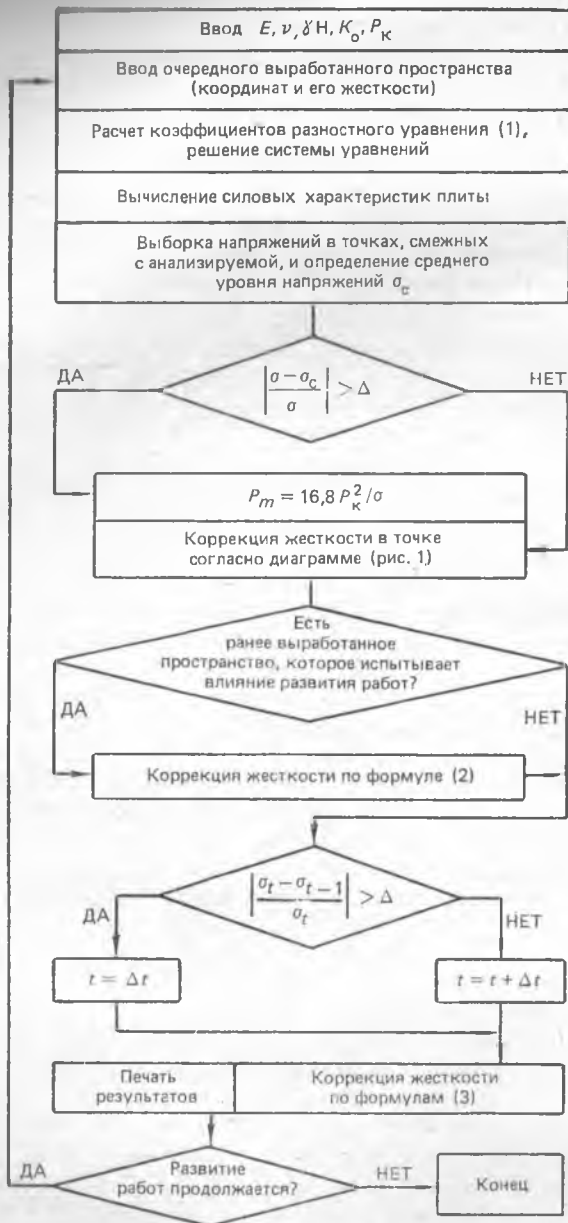 Ввод E, ν, γH, K₀, Pк
Ввод очередного выработанного пространства
(координат и его жесткости)
Расчет коэффициентов разностного уравнения (1),
решение системы уравнений
Вычисление силовых характеристик плиты
Выборка напряжений в точках, смежных
с анализируемой, и определение среднего
уровня напряжений σc
ДА
|(σ − σc)/σ| > Δ
НЕТ
Pm = 16,8 Pк²/σ
Коррекция жесткости в точке
согласно диаграмме (рис. 1)
Есть
ранее выработанное
пространство, которое испытывает
влияние развития работ?
ДА
НЕТ
Коррекция жесткости по формуле (2)
|(σt − σt−1)/σt| > Δ
ДА
НЕТ
t = Δt
t = t + Δt
Печать
результатов
Коррекция жесткости
по формулам (3)
ДА
Развитие
работ продолжается?
НЕТ
Конец